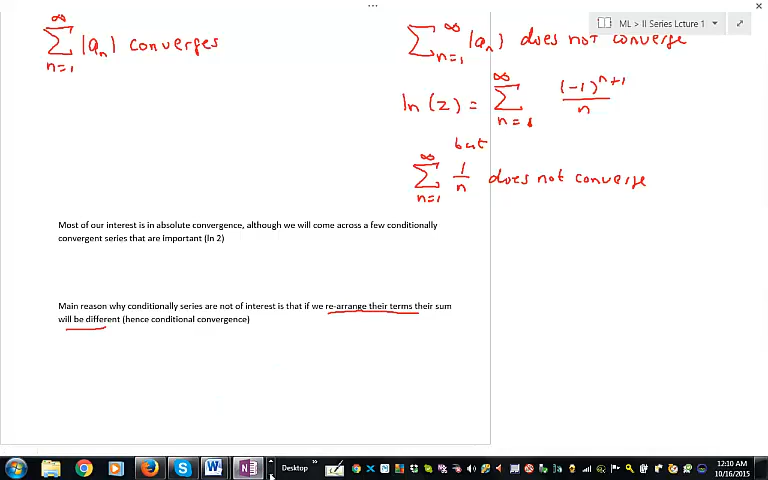 ML > II Series Lcture 1
∞
∑ |aₙ) converges
n=1
∑ₙ₌₁^∞ |aₙ) does not converge
ln(2) = ∑_{n=1}^∞ (-1)^{n+1} / n
but
∑_{n=1}^∞ 1/n does not converge
Most of our interest is in absolute convergence, although we will come across a few conditionally
convergent series that are important (ln 2)
Main reason why conditionally series are not of interest is that if we re-arrange their terms their sum
will be different (hence conditional convergence)
Desktop
12:10 AM
10/16/2015